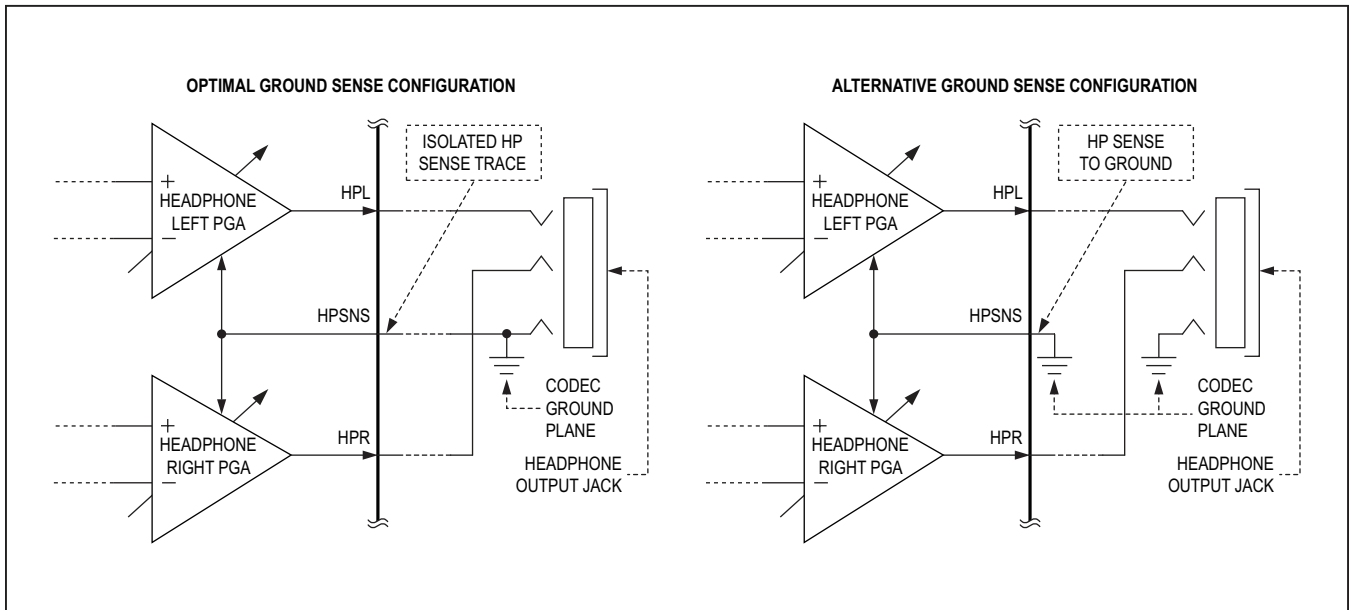 OPTIMAL GROUND SENSE CONFIGURATION
ISOLATED HP
SENSE TRACE
+
HEADPHONE
LEFT PGA
−
HPL
HPSNS
CODEC
GROUND
PLANE
+
HEADPHONE
RIGHT PGA
−
HPR
HEADPHONE
OUTPUT JACK
ALTERNATIVE GROUND SENSE CONFIGURATION
HP SENSE
TO GROUND
+
HEADPHONE
LEFT PGA
−
HPL
HPSNS
CODEC
GROUND
PLANE
+
HEADPHONE
RIGHT PGA
−
HPR
HEADPHONE
OUTPUT JACK